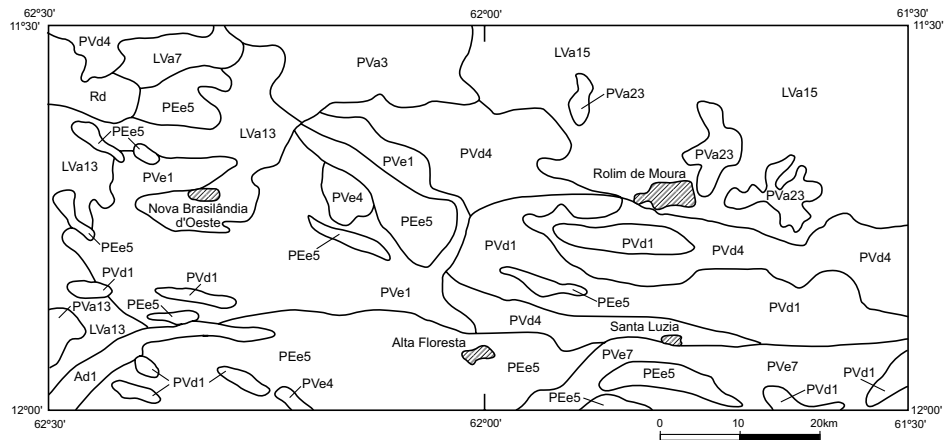 62°30' 62°00' 61°30'
11°30' 11°30'
PVd4
LVa7
PVa3
LVa15
PVa23
LVa15
Rd
PEe5
PEe5
LVa13
PVe1
PVd4
PVa23
LVa13
PVe1
Rolim de Moura
PVe4
PVa23
Nova Brasilândia
d'Oeste
PEe5
PEe5
PEe5
PVd1
PVd1
PVd4
PVd4
PVd1
PVd1
PVe1
PEe5
PVd1
PVa13
PEe5
LVa13
PVd4
Santa Luzia
Alta Floresta
PEe5
PEe5
PVe7
PVe7
Ad1
PVd1
PVe4
PEe5
PVd1
PVd1
PEe5
12°00' 12°00'
62°30' 62°00' 61°30'
0 10 20km